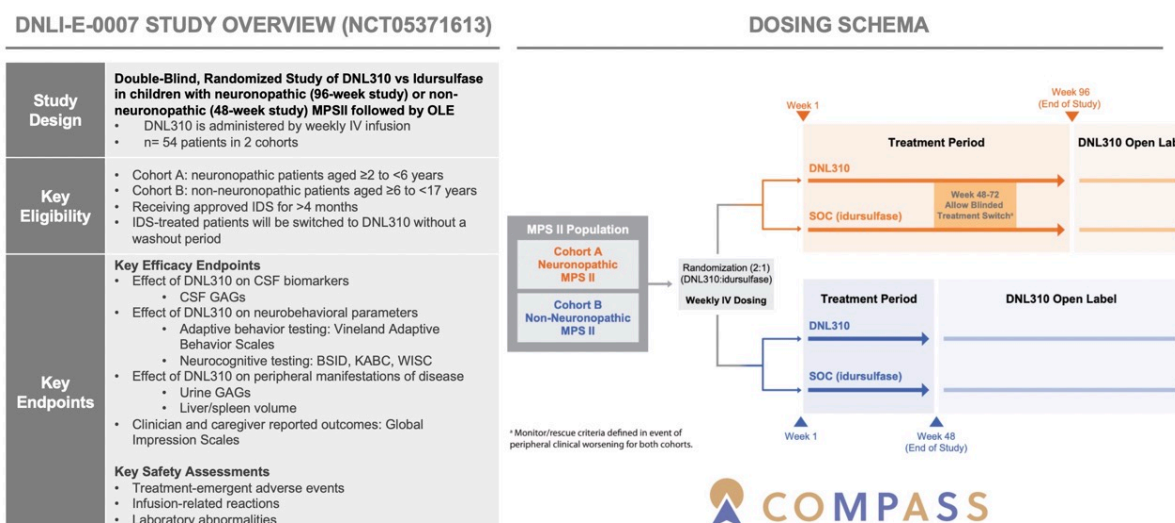 DNLI-E-0007 STUDY OVERVIEW (NCT05371613)
Study
Design
Double-Blind, Randomized Study of DNL310 vs Idursulfase
in children with neuronopathic (96-week study) or non-
neuronopathic (48-week study) MPSII followed by OLE
• DNL310 is administered by weekly IV infusion
• n= 54 patients in 2 cohorts
Key
Eligibility
• Cohort A: neuronopathic patients aged ≥2 to <6 years
• Cohort B: non-neuronopathic patients aged ≥6 to <17 years
• Receiving approved IDS for >4 months
• IDS-treated patients will be switched to DNL310 without a
washout period
Key
Endpoints
Key Efficacy Endpoints
• Effect of DNL310 on CSF biomarkers
• CSF GAGs
• Effect of DNL310 on neurobehavioral parameters
• Adaptive behavior testing: Vineland Adaptive
Behavior Scales
• Neurocognitive testing: BSID, KABC, WISC
• Effect of DNL310 on peripheral manifestations of disease
• Urine GAGs
• Liver/spleen volume
• Clinician and caregiver reported outcomes: Global
Impression Scales
Key Safety Assessments
• Treatment-emergent adverse events
• Infusion-related reactions
• Laboratory abnormalities
DOSING SCHEMA
MPS II Population
Cohort A
Neuronopathic
MPS II
Cohort B
Non-Neuronopathic
MPS II
Randomization (2:1)
(DNL310:idursulfase)
Weekly IV Dosing
Week 1
Week 96
(End of Study)
Treatment Period
DNL310 Open Lab
DNL310
Week 48-72
Allow Blinded
Treatment Switchᵃ
SOC (idursulfase)
Treatment Period
DNL310 Open Label
DNL310
SOC (idursulfase)
Week 1
Week 48
(End of Study)
ᵃ Monitor/rescue criteria defined in event of
peripheral clinical worsening for both cohorts.
COMPASS